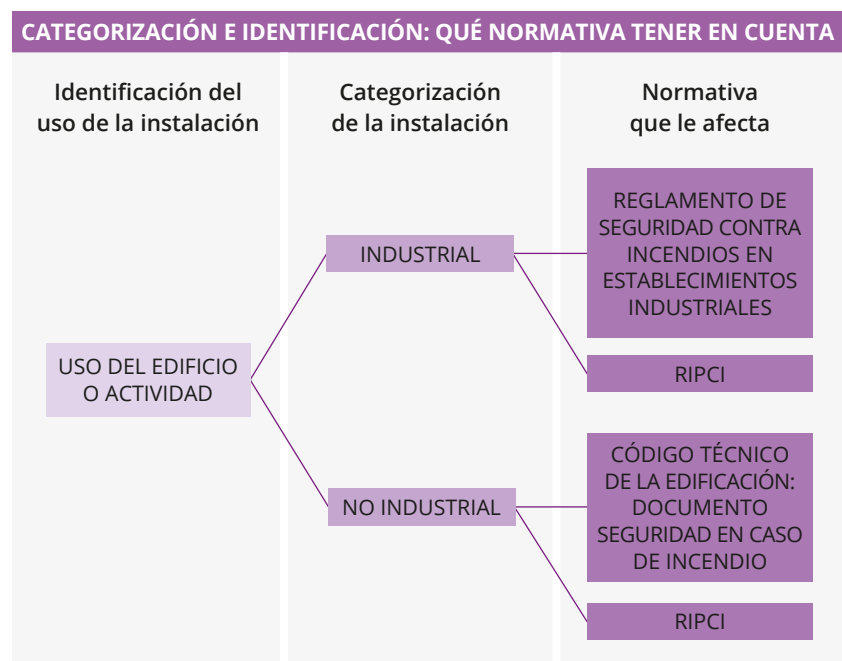 CATEGORIZACIÓN E IDENTIFICACIÓN: QUÉ NORMATIVA TENER EN CUENTA
Identificación del
uso de la instalación
Categorización
de la instalación
Normativa
que le afecta
USO DEL EDIFICIO
O ACTIVIDAD
INDUSTRIAL
REGLAMENTO DE
SEGURIDAD CONTRA
INCENDIOS EN
ESTABLECIMIENTOS
INDUSTRIALES
RIPCI
NO INDUSTRIAL
CÓDIGO TÉCNICO
DE LA EDIFICACIÓN:
DOCUMENTO
SEGURIDAD EN CASO
DE INCENDIO
RIPCI